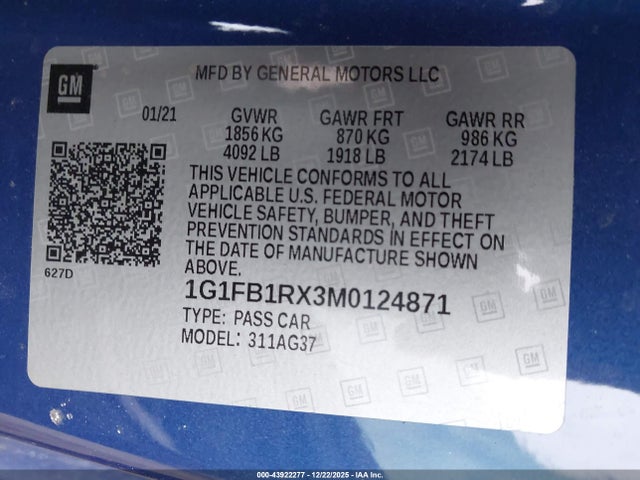 GM
MFD BY GENERAL MOTORS LLC
01/21 GVWR GAWR FRT GAWR RR
1856 KG 870 KG 986 KG
4092 LB 1918 LB 2174 LB
THIS VEHICLE CONFORMS TO ALL
APPLICABLE U.S. FEDERAL MOTOR
VEHICLE SAFETY, BUMPER, AND THEFT
PREVENTION STANDARDS IN EFFECT ON
THE DATE OF MANUFACTURE SHOWN
ABOVE.
627D
1G1FB1RX3M0124871
TYPE: PASS CAR
MODEL: 311AG37
000-43922277 - 12/22/2025 - IAA Inc.